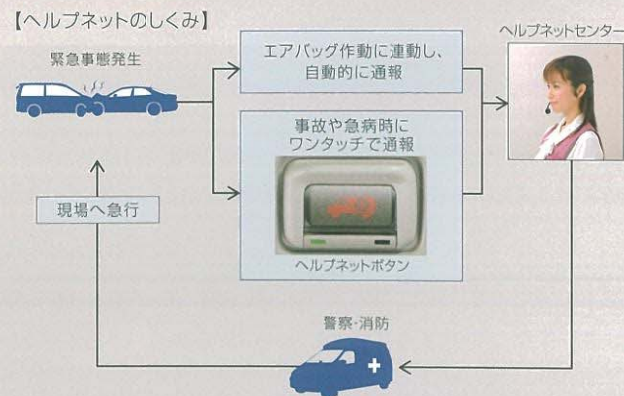 【ヘルプネットのしくみ】
緊急事態発生
エアバッグ作動に連動し、
自動的に通報
ヘルプネットセンター
事故や急病時に
ワンタッチで通報
ヘルプネットボタン
現場へ急行
警察・消防